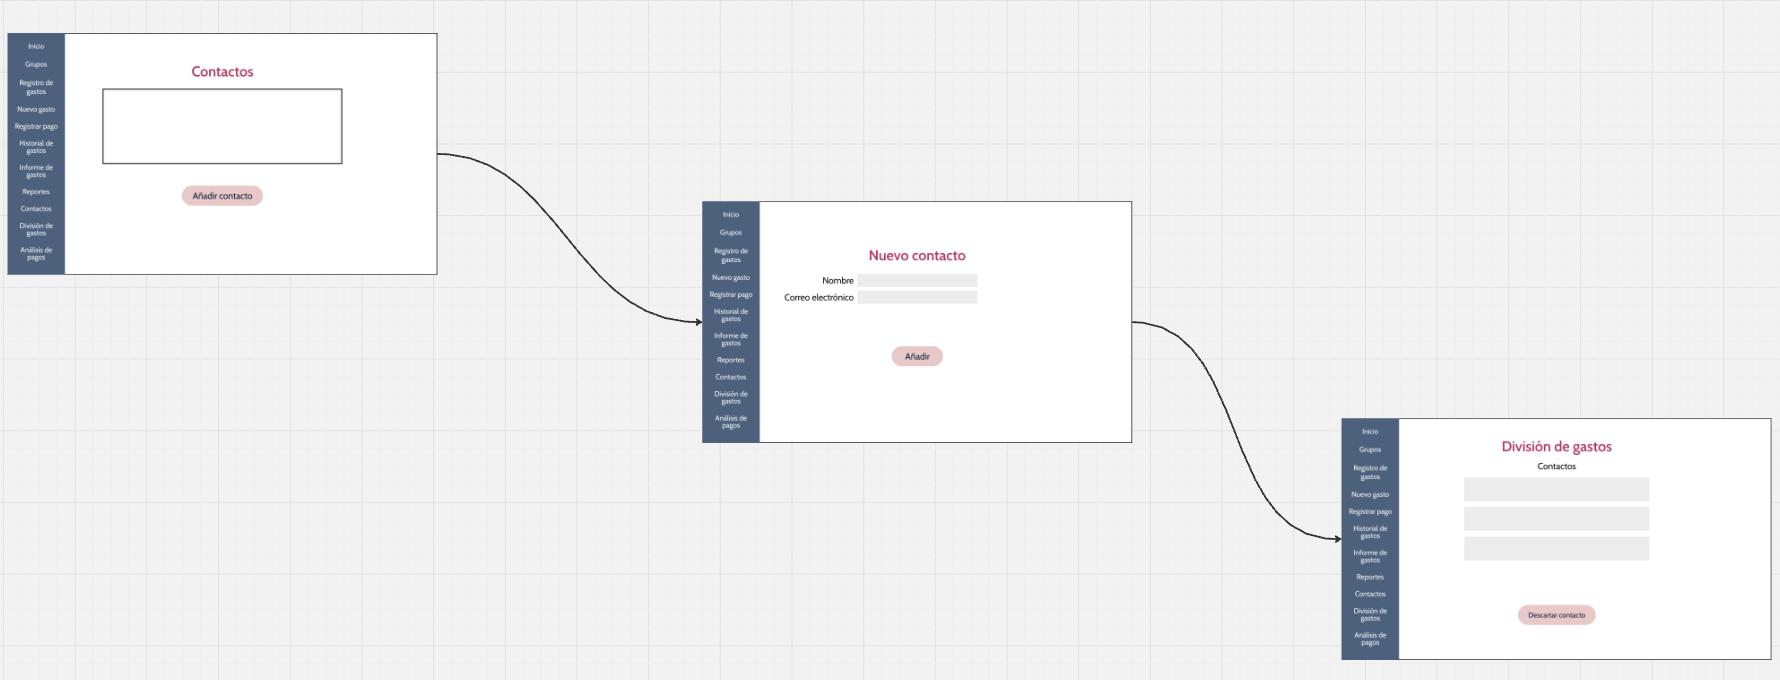 Inicio
Grupos
Registro de
gastos
Nuevo gasto
Registrar pago
Historial de
gastos
Informe de
gastos
Reportes
Contactos
División de
gastos
Análisis de
pagos
Contactos
Añadir contacto
Inicio
Grupos
Registro de
gastos
Nuevo gasto
Registrar pago
Historial de
gastos
Informe de
gastos
Reportes
Contactos
División de
gastos
Análisis de
pagos
Nuevo contacto
Nombre
Correo electrónico
Añadir
Inicio
Grupos
Registro de
gastos
Nuevo gasto
Registrar pago
Historial de
gastos
Informe de
gastos
Reportes
Contactos
División de
gastos
Análisis de
pagos
División de gastos
Contactos
Descartar contacto